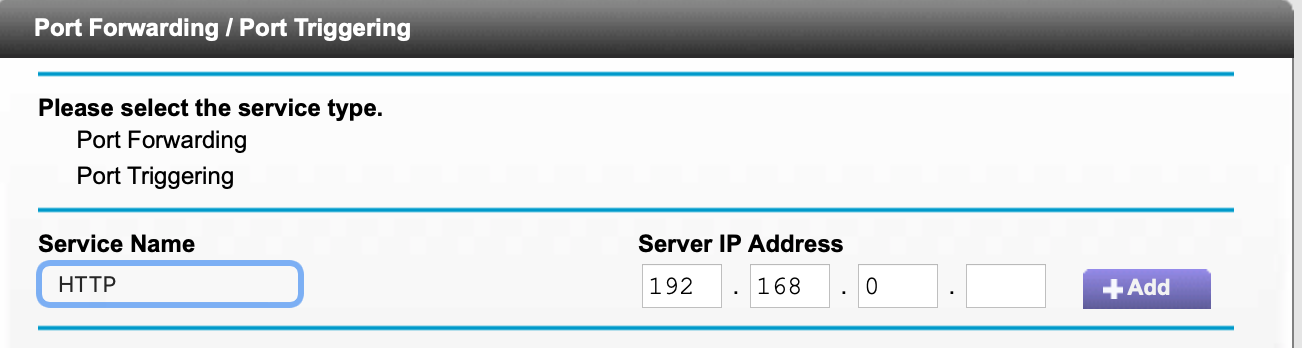 Port Forwarding / Port Triggering
Please select the service type.
Port Forwarding
Port Triggering
Service Name
Server IP Address
HTTP
192 . 168 . 0 .
+ Add